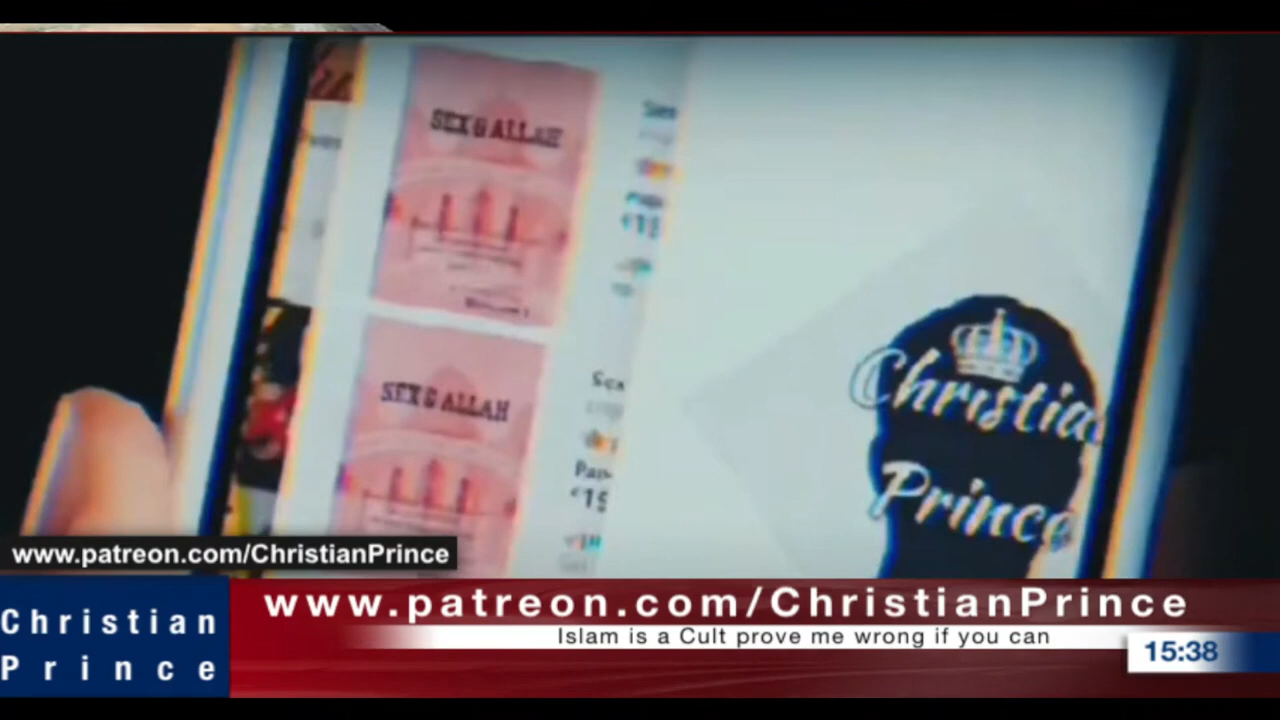 SEX & ALLAH
SEX & ALLAH
Christian
Prince
www.patreon.com/ChristianPrince
Christian
Prince
www.patreon.com/ChristianPrince
Islam is a Cult prove me wrong if you can
15:38